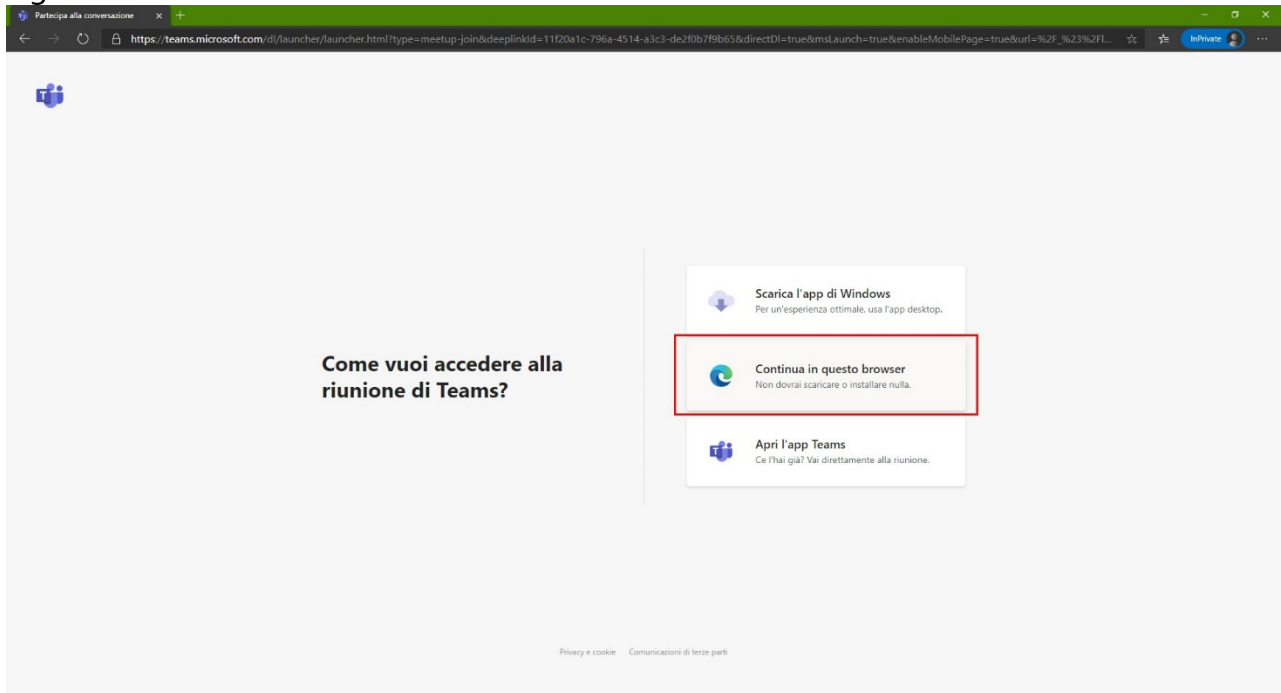 Partecipa alla conversazione
https://teams.microsoft.com/dl/launcher/launcher.html?type=meetup-join&deeplinkId=11f20a1c-796a-4514-a3c3-de2f0b7f9b65&directDl=true&msLaunch=true&enableMobilePage=true&url=%2F_%23%2Fl...
InPrivate
Scarica l'app di Windows
Per un'esperienza ottimale, usa l'app desktop.
Come vuoi accedere alla
riunione di Teams?
Continua in questo browser
Non dovrai scaricare o installare nulla.
Apri l'app Teams
Ce l'hai già? Vai direttamente alla riunione.
Privacy e cookie
Comunicazioni di terze parti